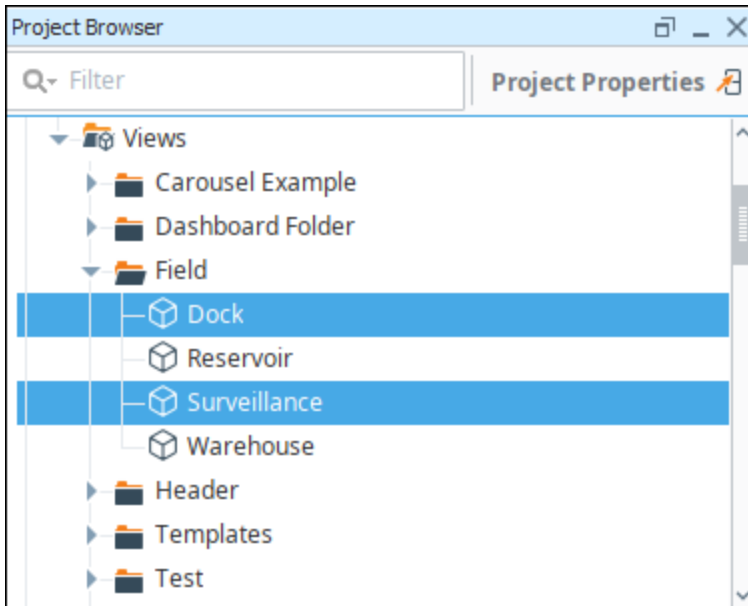 Project Browser
Filter
Project Properties
Views
Carousel Example
Dashboard Folder
Field
Dock
Reservoir
Surveillance
Warehouse
Header
Templates
Test